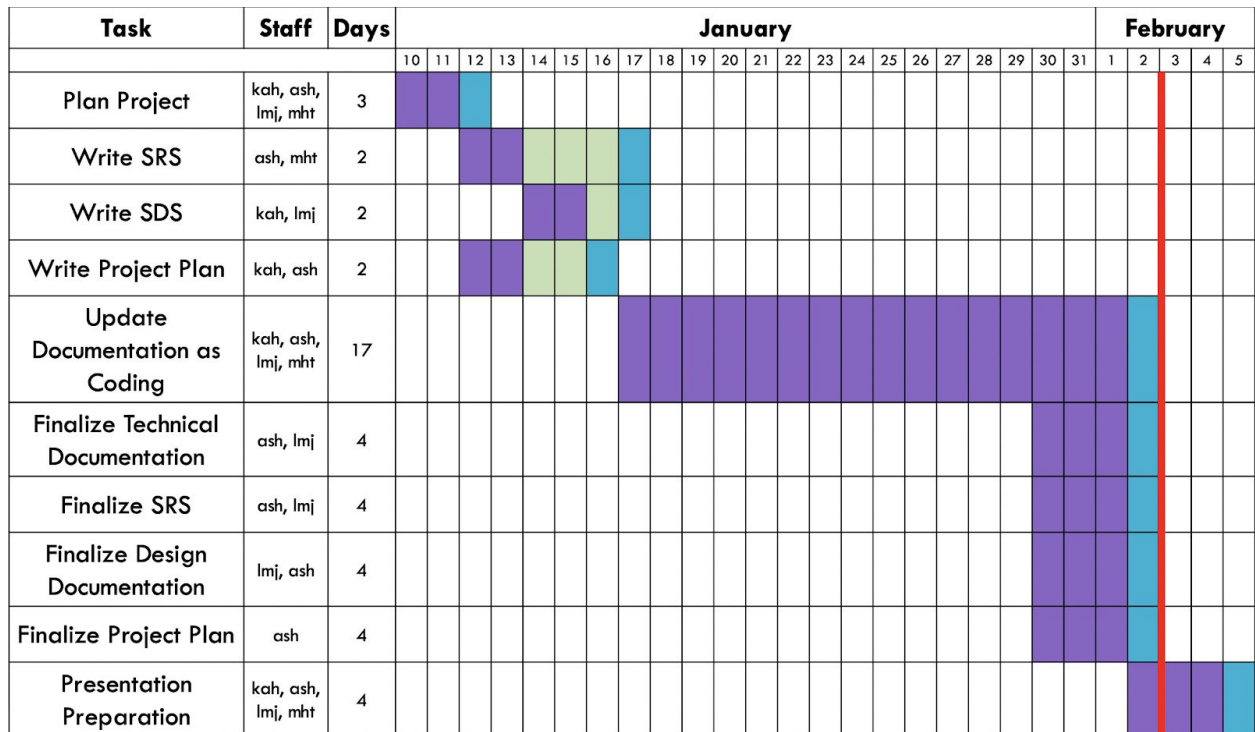 Task Staff Days January February
10 11 12 13 14 15 16 17 18 19 20 21 22 23 24 25 26 27 28 29 30 31 1 2 3 4 5
Plan Project kah, ash, 3
lmj, mht
Write SRS ash, mht 2
Write SDS kah, lmj 2
Write Project Plan kah, ash 2
Update
Documentation as kah, ash, 17
Coding lmj, mht
Finalize Technical ash, lmj 4
Documentation
Finalize SRS ash, lmj 4
Finalize Design lmj, ash 4
Documentation
Finalize Project Plan ash 4
Presentation kah, ash, 4
Preparation lmj, mht